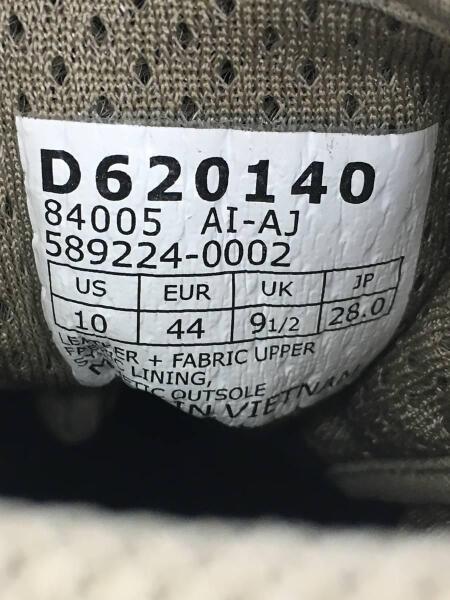 D620140
84005 AI-AJ
589224-0002
US EUR UK JP
10 44 9 1/2 28.0
LEATHER + FABRIC UPPER
LINING,
OUTSOLE
IN VIETNAM